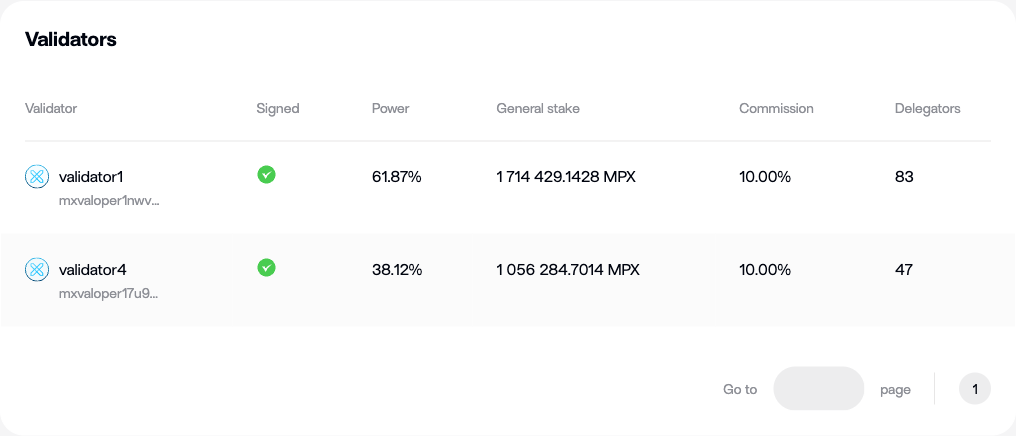 Validators
Validator Signed Power General stake Commission Delegators
validator1 61.87% 1 714 429.1428 MPX 10.00% 83
mxvaloper1nwv...
validator4 38.12% 1 056 284.7014 MPX 10.00% 47
mxvaloper17u9...
Go to page 1